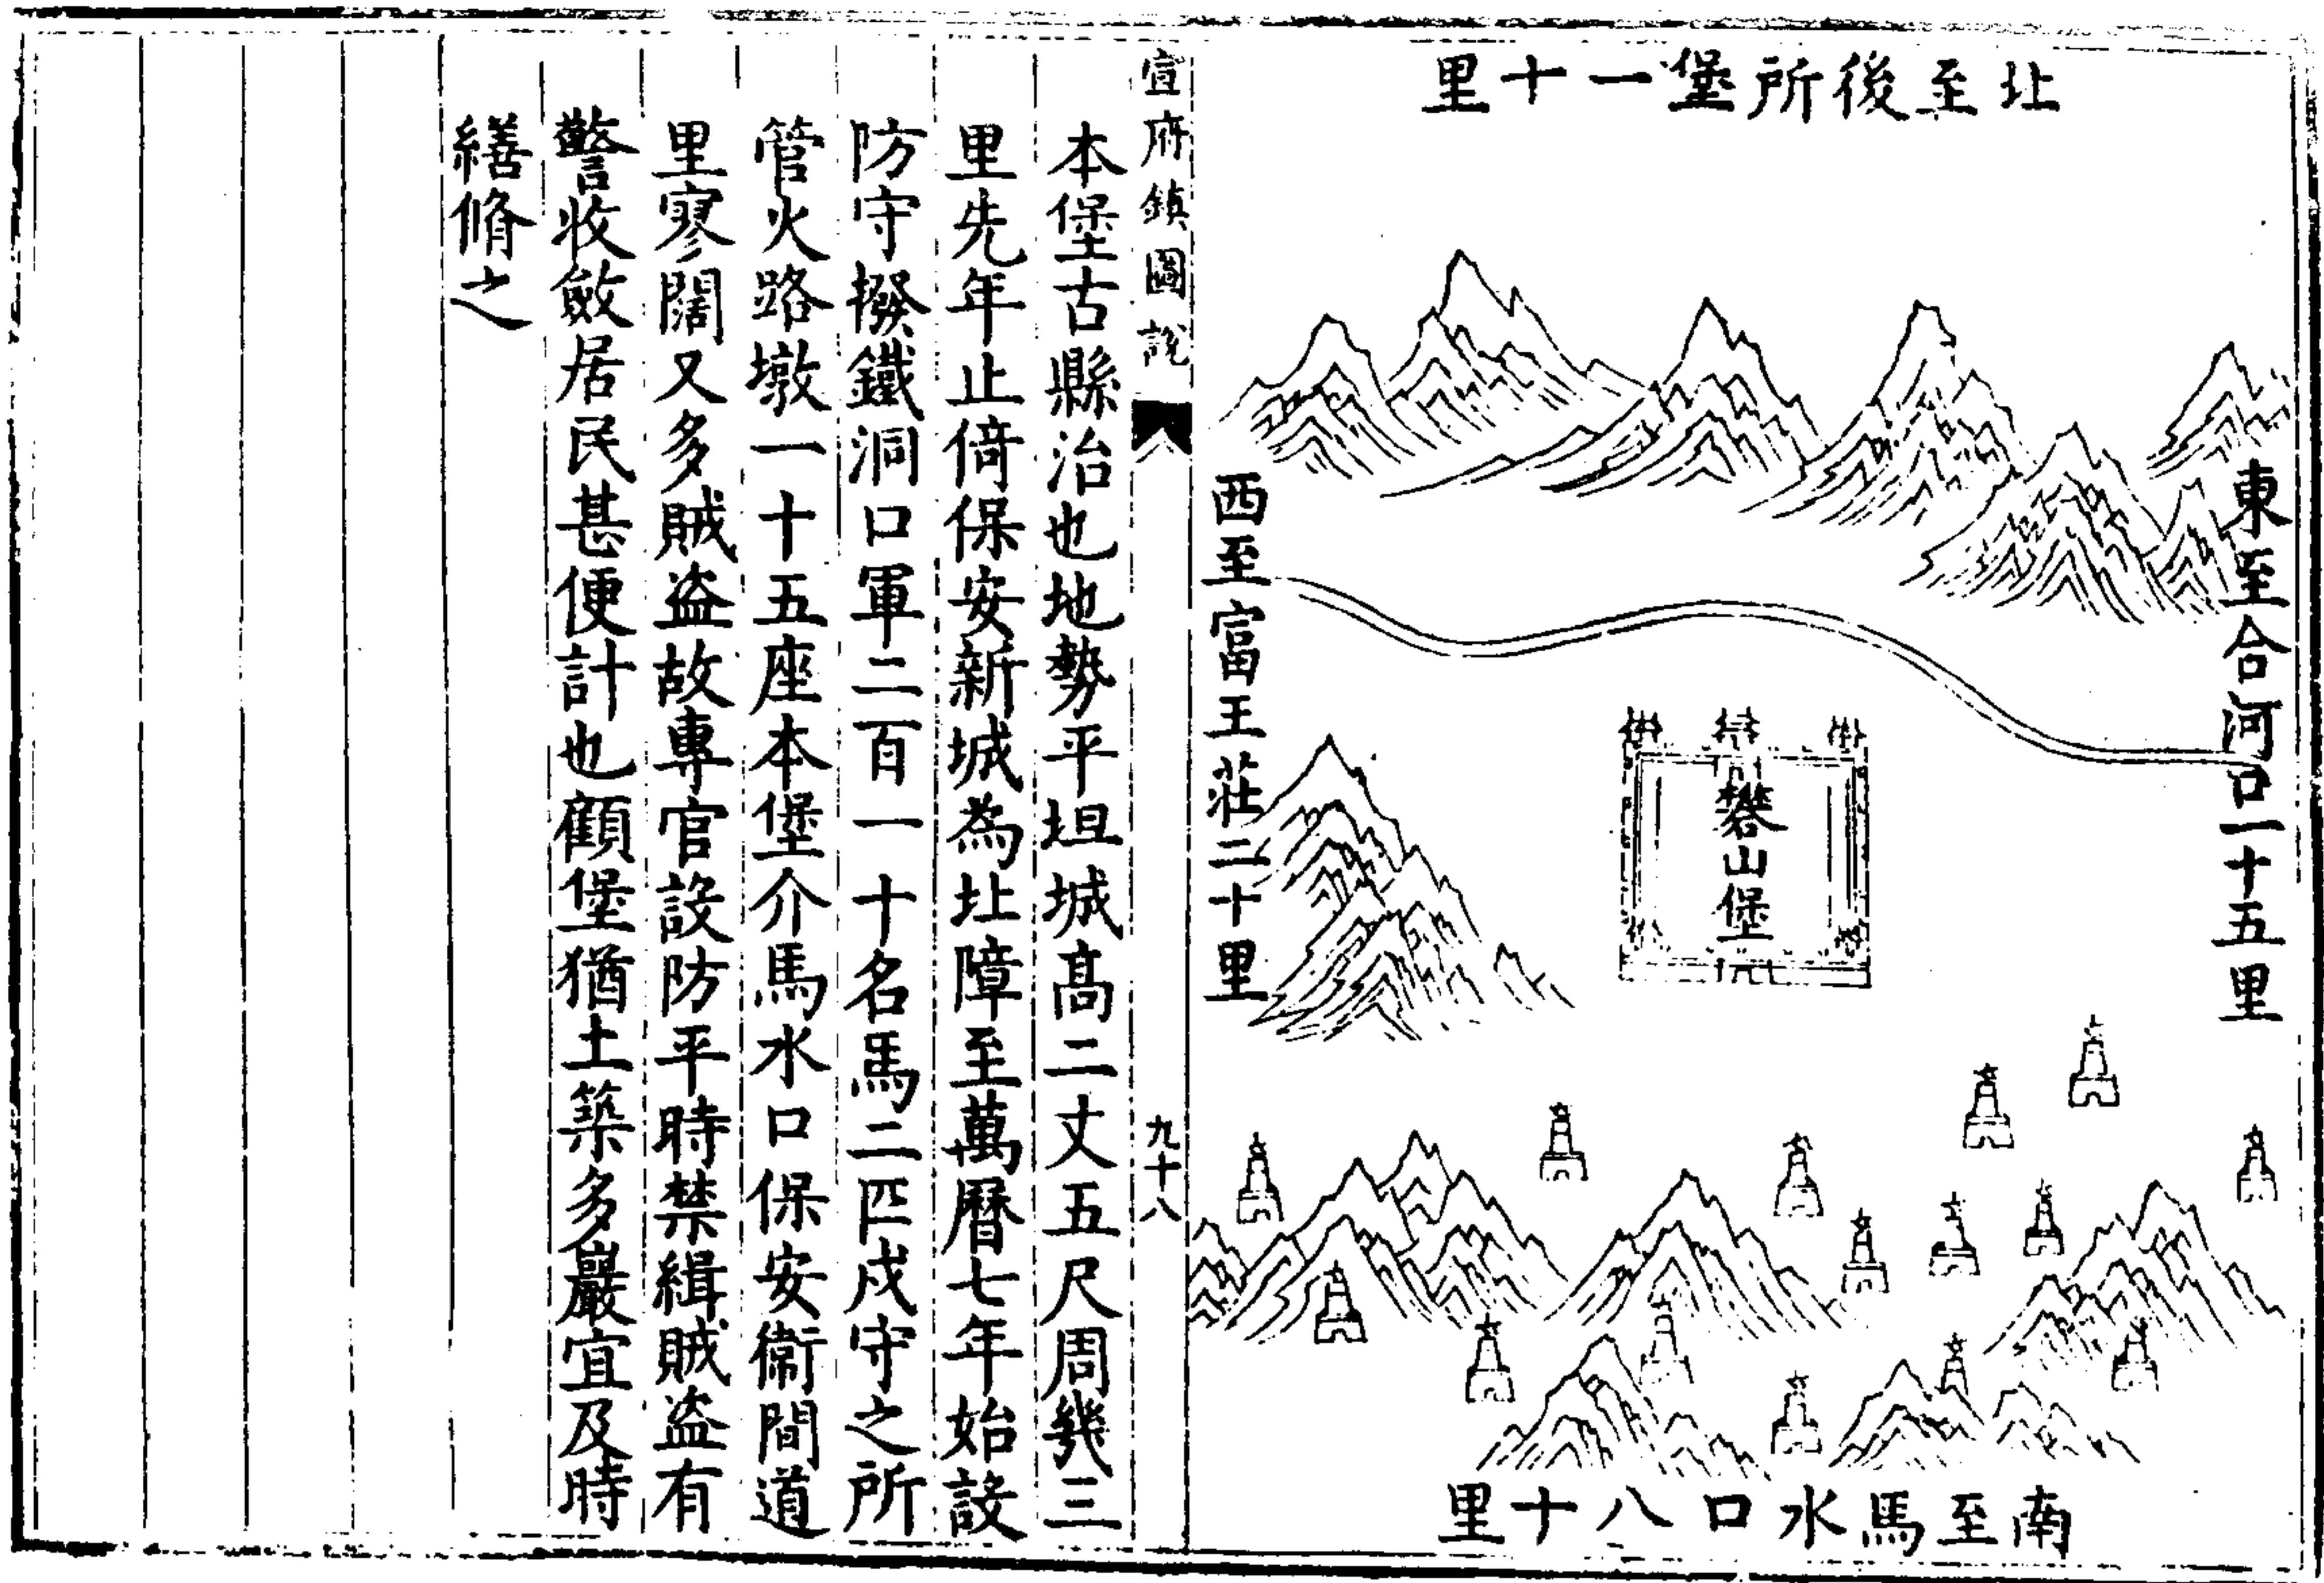 北至後所堡一十里
東至合河口一十五里
礬山堡
西至富王莊二十里
南至馬水口八十里
宣府鎮圖說
九十八
本堡古縣治也地勢平坦城高二丈五尺周幾三
里先年止倚保安新城為北障至萬曆七年始設
防守撥鐵洞口軍二百一十名馬二匹戍守之所
管火路墩一十五座本堡介馬水口保安衛間道
里寥闊又多賊盜故專官設防平時禁緝賊盜有
警收斂居民甚便計也顧堡猶土築多巖宜及時
繕脩之